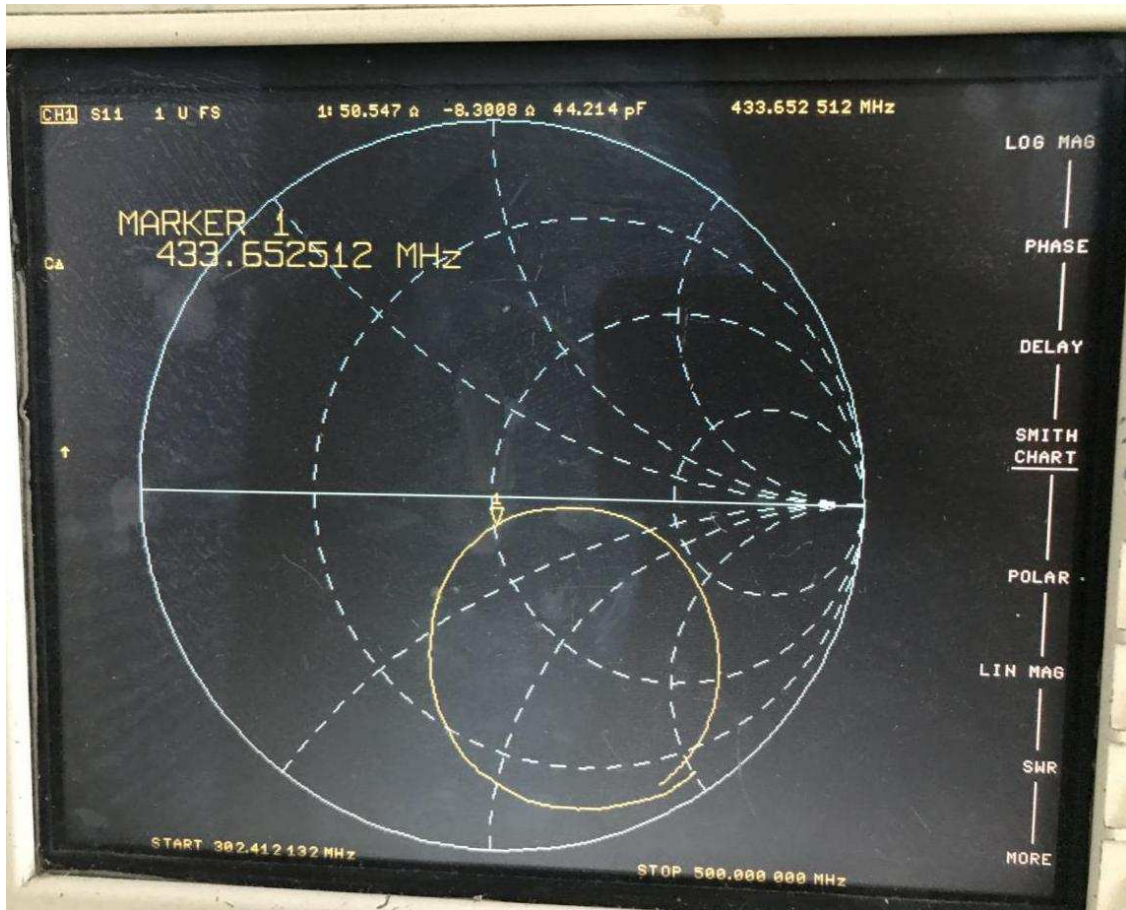 CH1 S11 1 U FS 1: 50.547 Ω -8.3008 Ω 44.214 pF 433.652 512 MHz
LOG MAG
MARKER 1
433.652512 MHz
PHASE
CΔ
DELAY
SMITH
CHART
↑
1
POLAR
LIN MAG
SWR
MORE
START 302.412 132 MHz
STOP 500.000 000 MHz